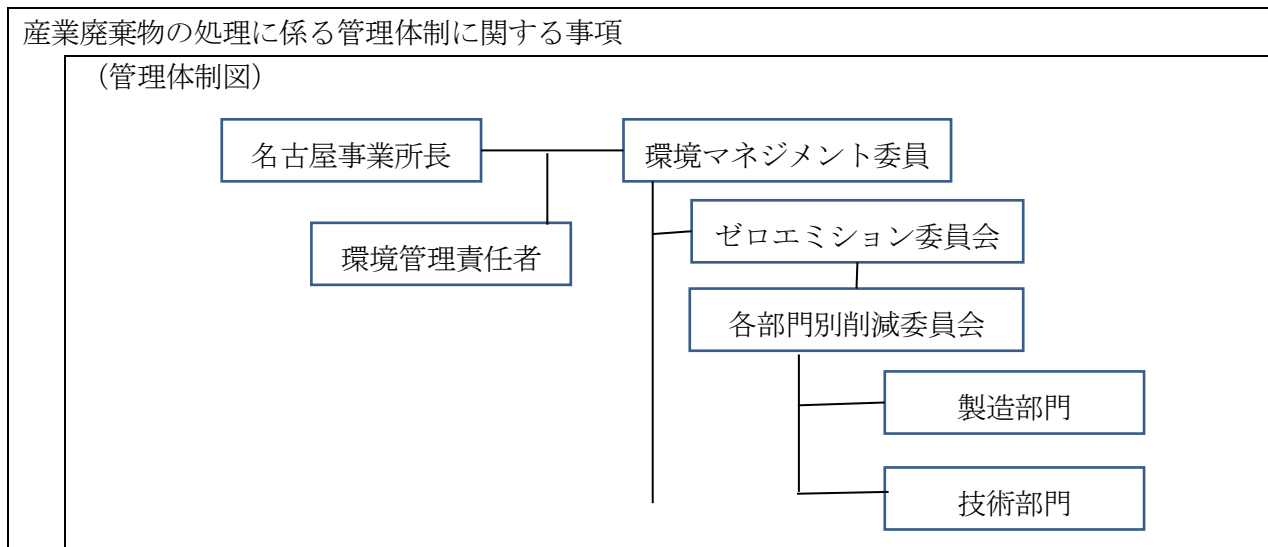 産業廃棄物の処理に係る管理体制に関する事項
（管理体制図）
名古屋事業所長
環境マネジメント委員
環境管理責任者
ゼロエミション委員会
各部門別削減委員会
製造部門
技術部門